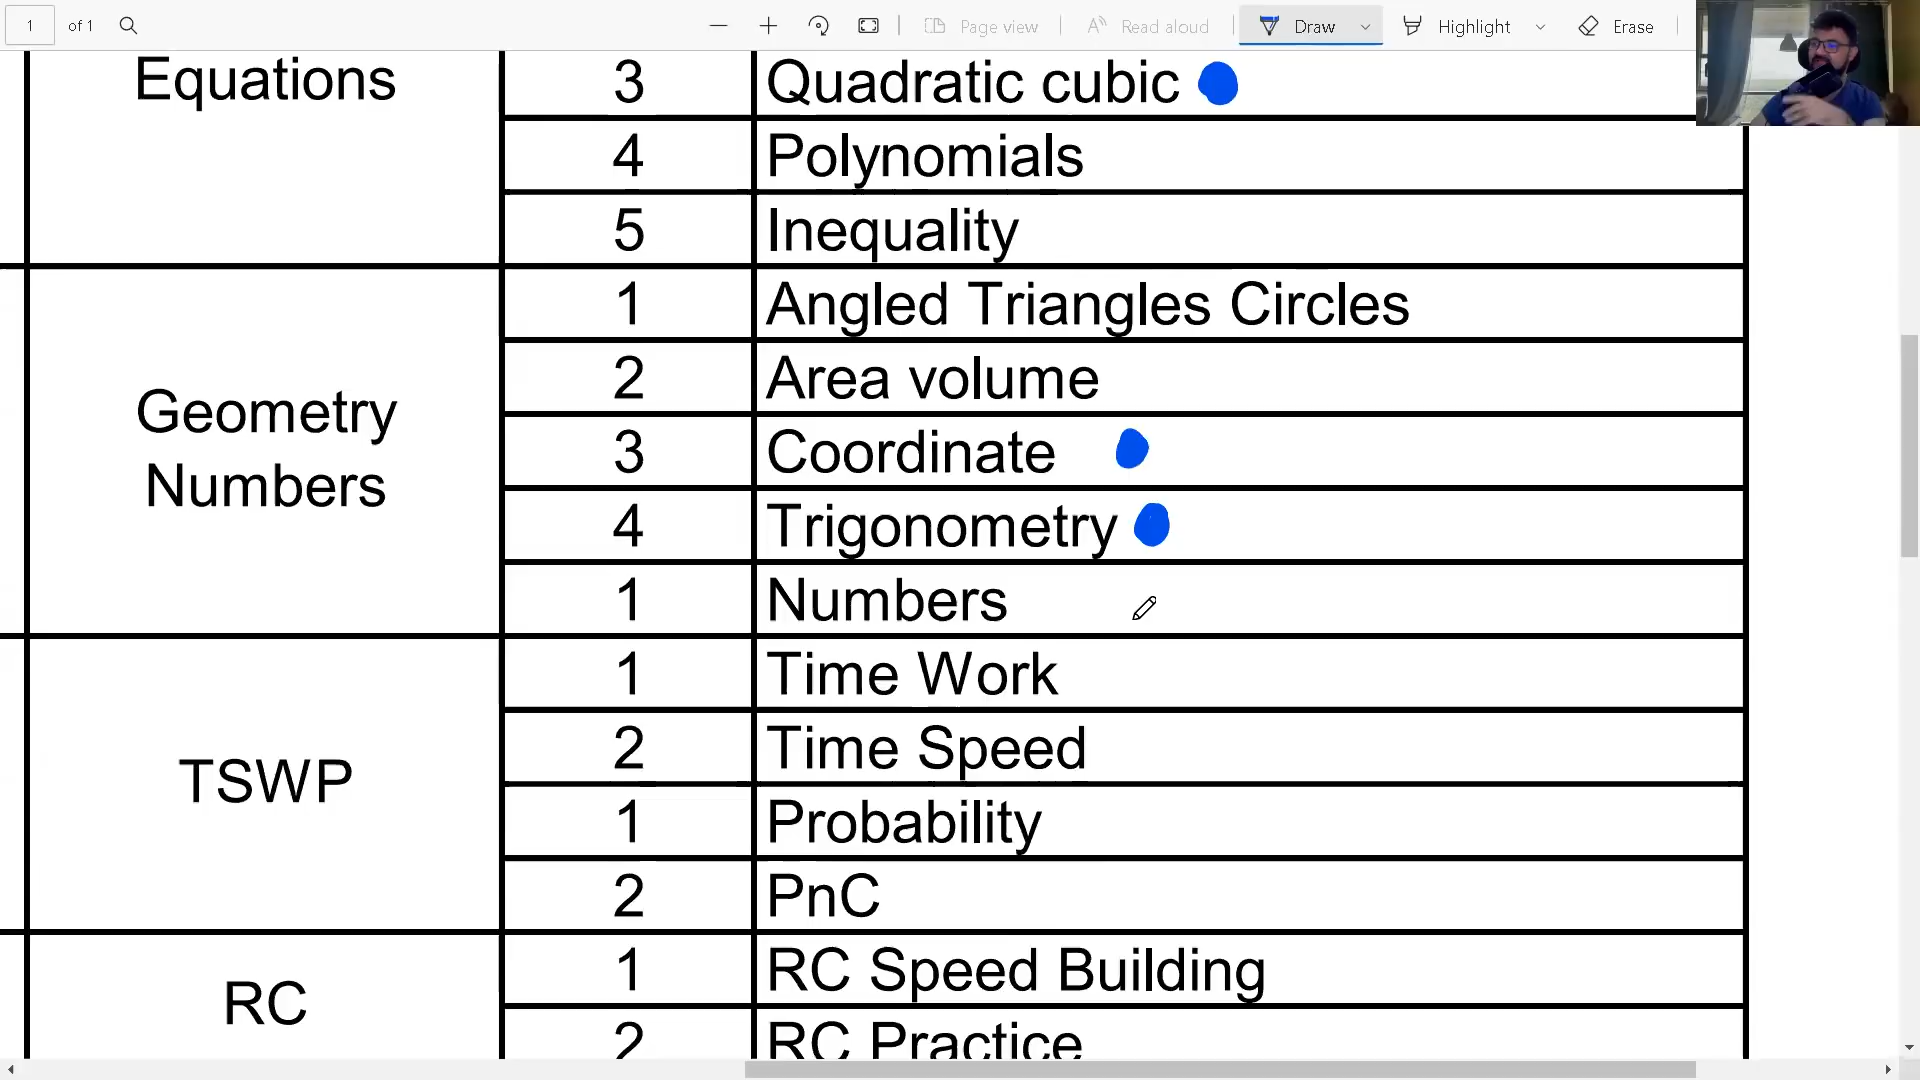 1 of 1 Page view Read aloud Draw Highlight Erase
Equations
3 Quadratic cubic
4 Polynomials
5 Inequality
Geometry
Numbers
1 Angled Triangles Circles
2 Area volume
3 Coordinate
4 Trigonometry
1 Numbers
TSWP
1 Time Work
2 Time Speed
1 Probability
2 PnC
RC
1 RC Speed Building
2 RC Practice